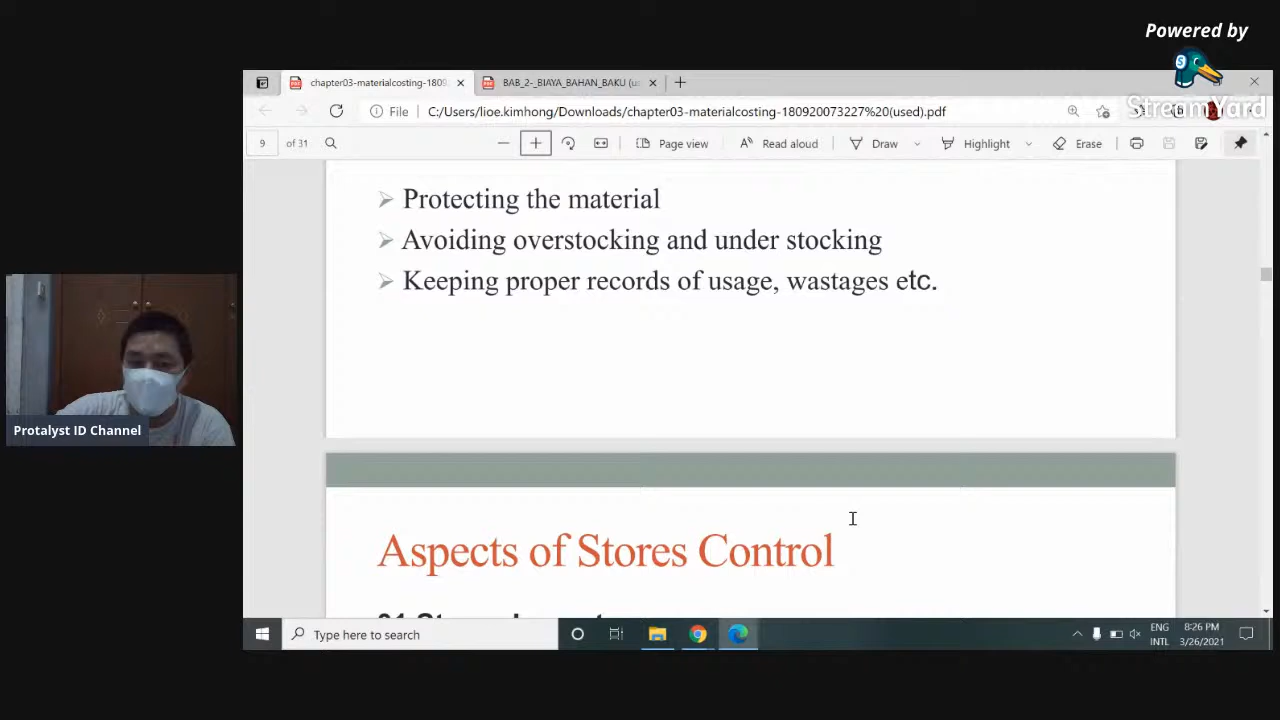 Powered by
StreamYard
chapter03-materialcosting-1809
BAB_2-_BIAYA_BAHAN_BAKU (u
File
C:/Users/lioe.kimhong/Downloads/chapter03-materialcosting-180920073227%20(used).pdf
9 of 31
Page view
Read aloud
Draw
Highlight
Erase
Protecting the material
Avoiding overstocking and under stocking
Keeping proper records of usage, wastages etc.
Protalyst ID Channel
Aspects of Stores Control
Type here to search
ENG
INTL
8:26 PM
3/26/2021